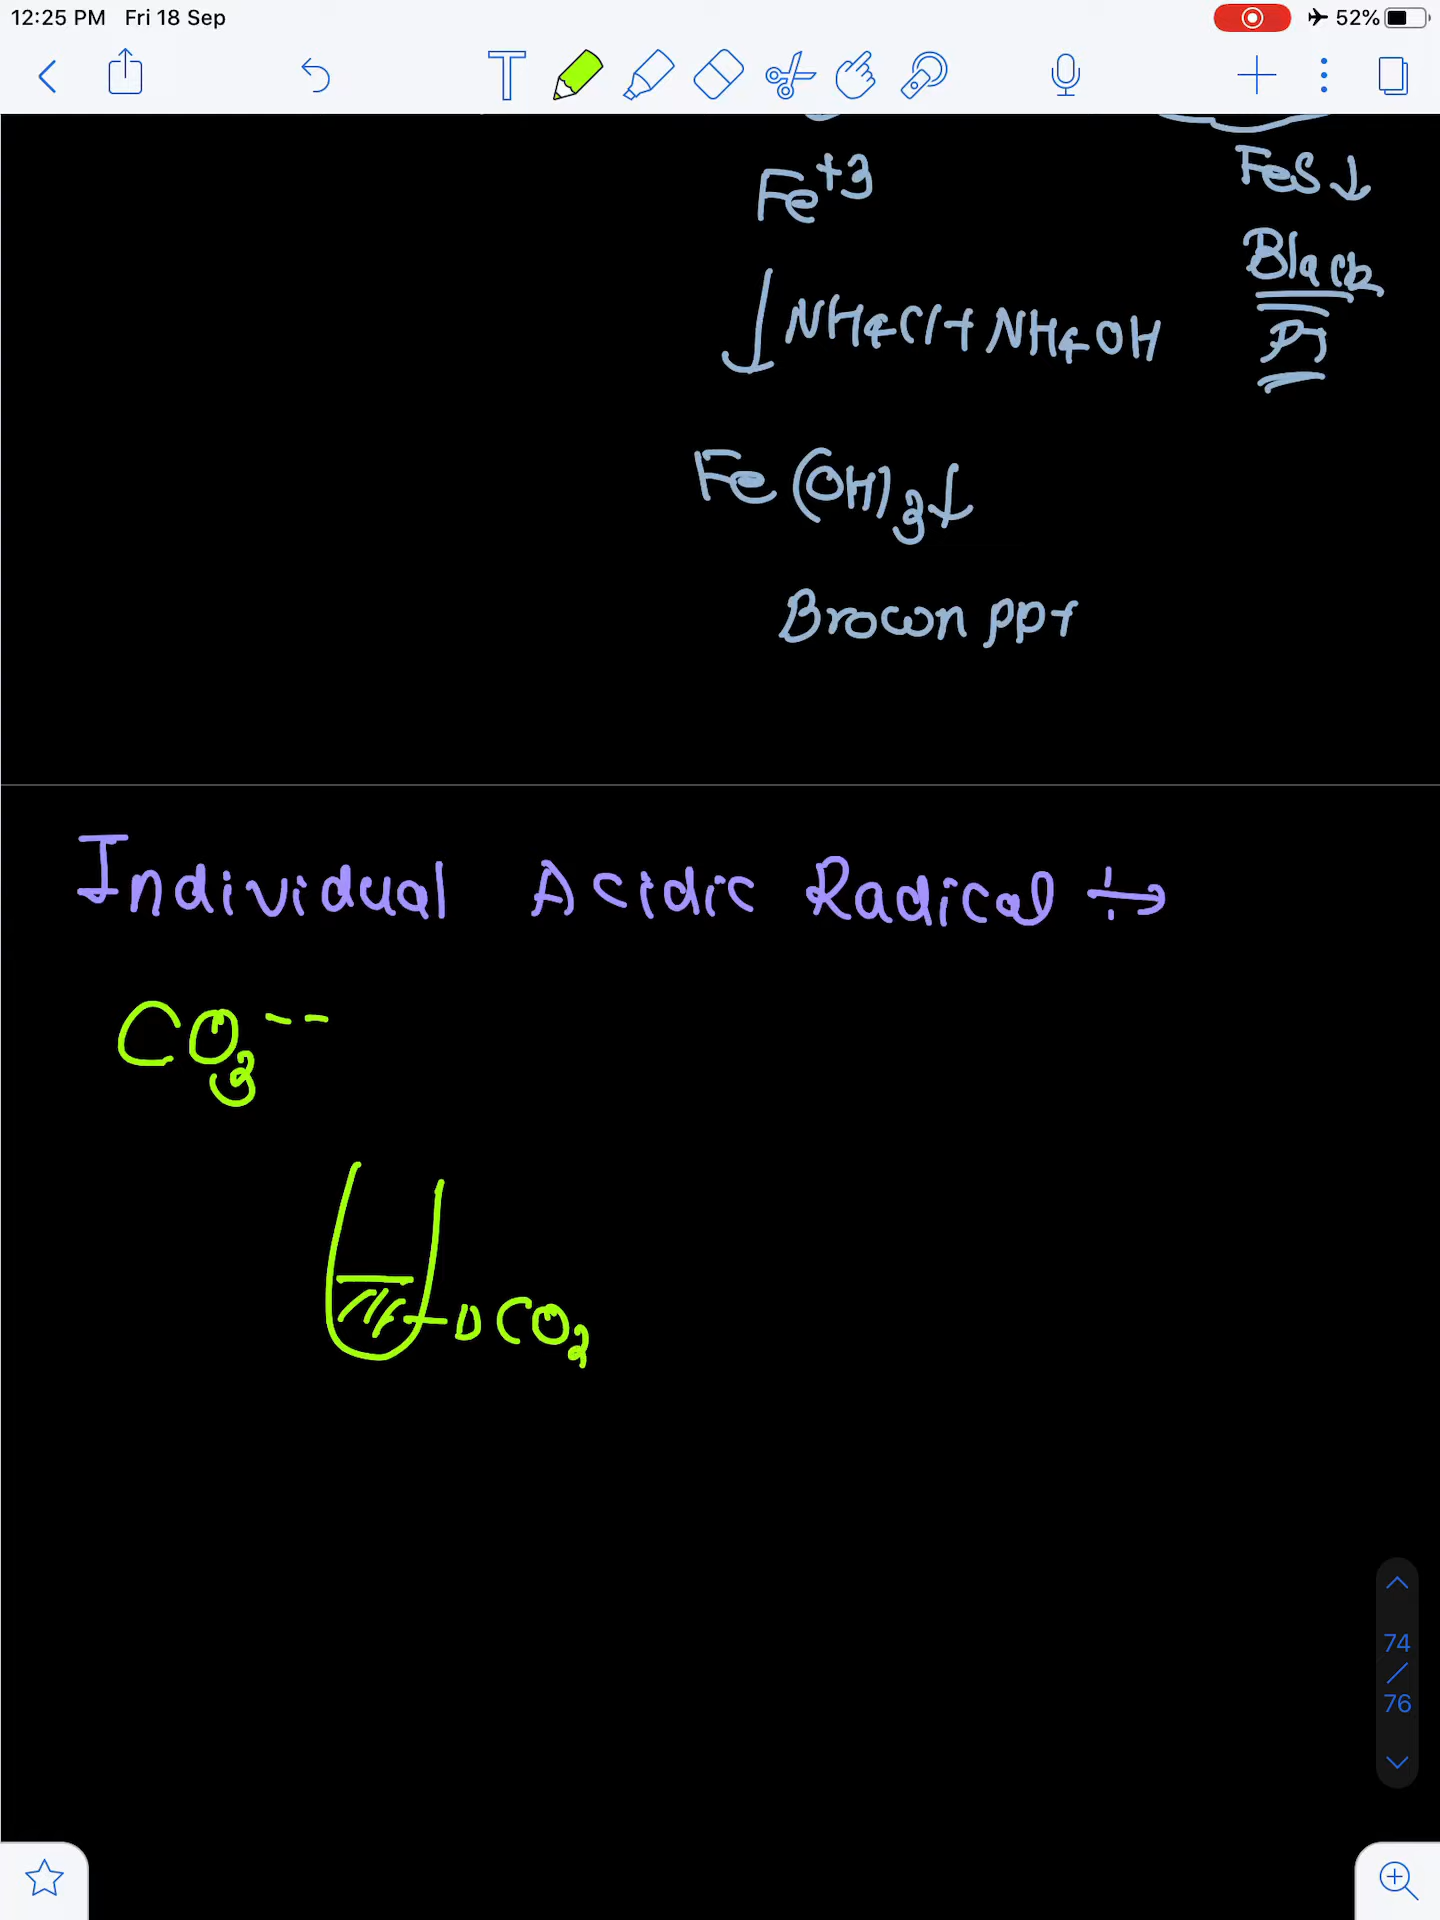 12:25 PM Fri 18 Sep 52%
T
Fe+3
FeS↓
Black
NH4Cl + NH4OH
Fe(OH)3↓
Brown ppt
Individual Acidic Radical
CO3--
CO2
74
/
76